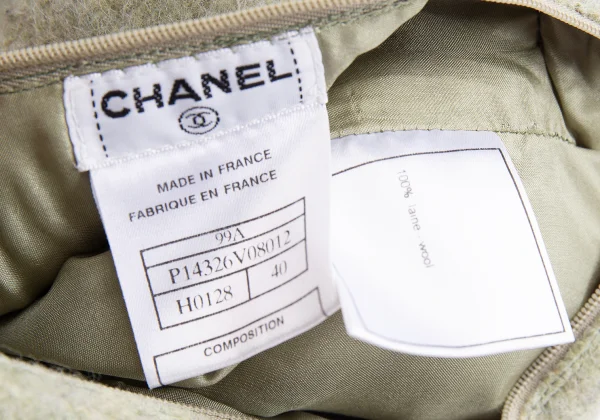 CHANEL
MADE IN FRANCE
FABRIQUE EN FRANCE
99A
P14326V08012
H0128 40
COMPOSITION
100% laine wool